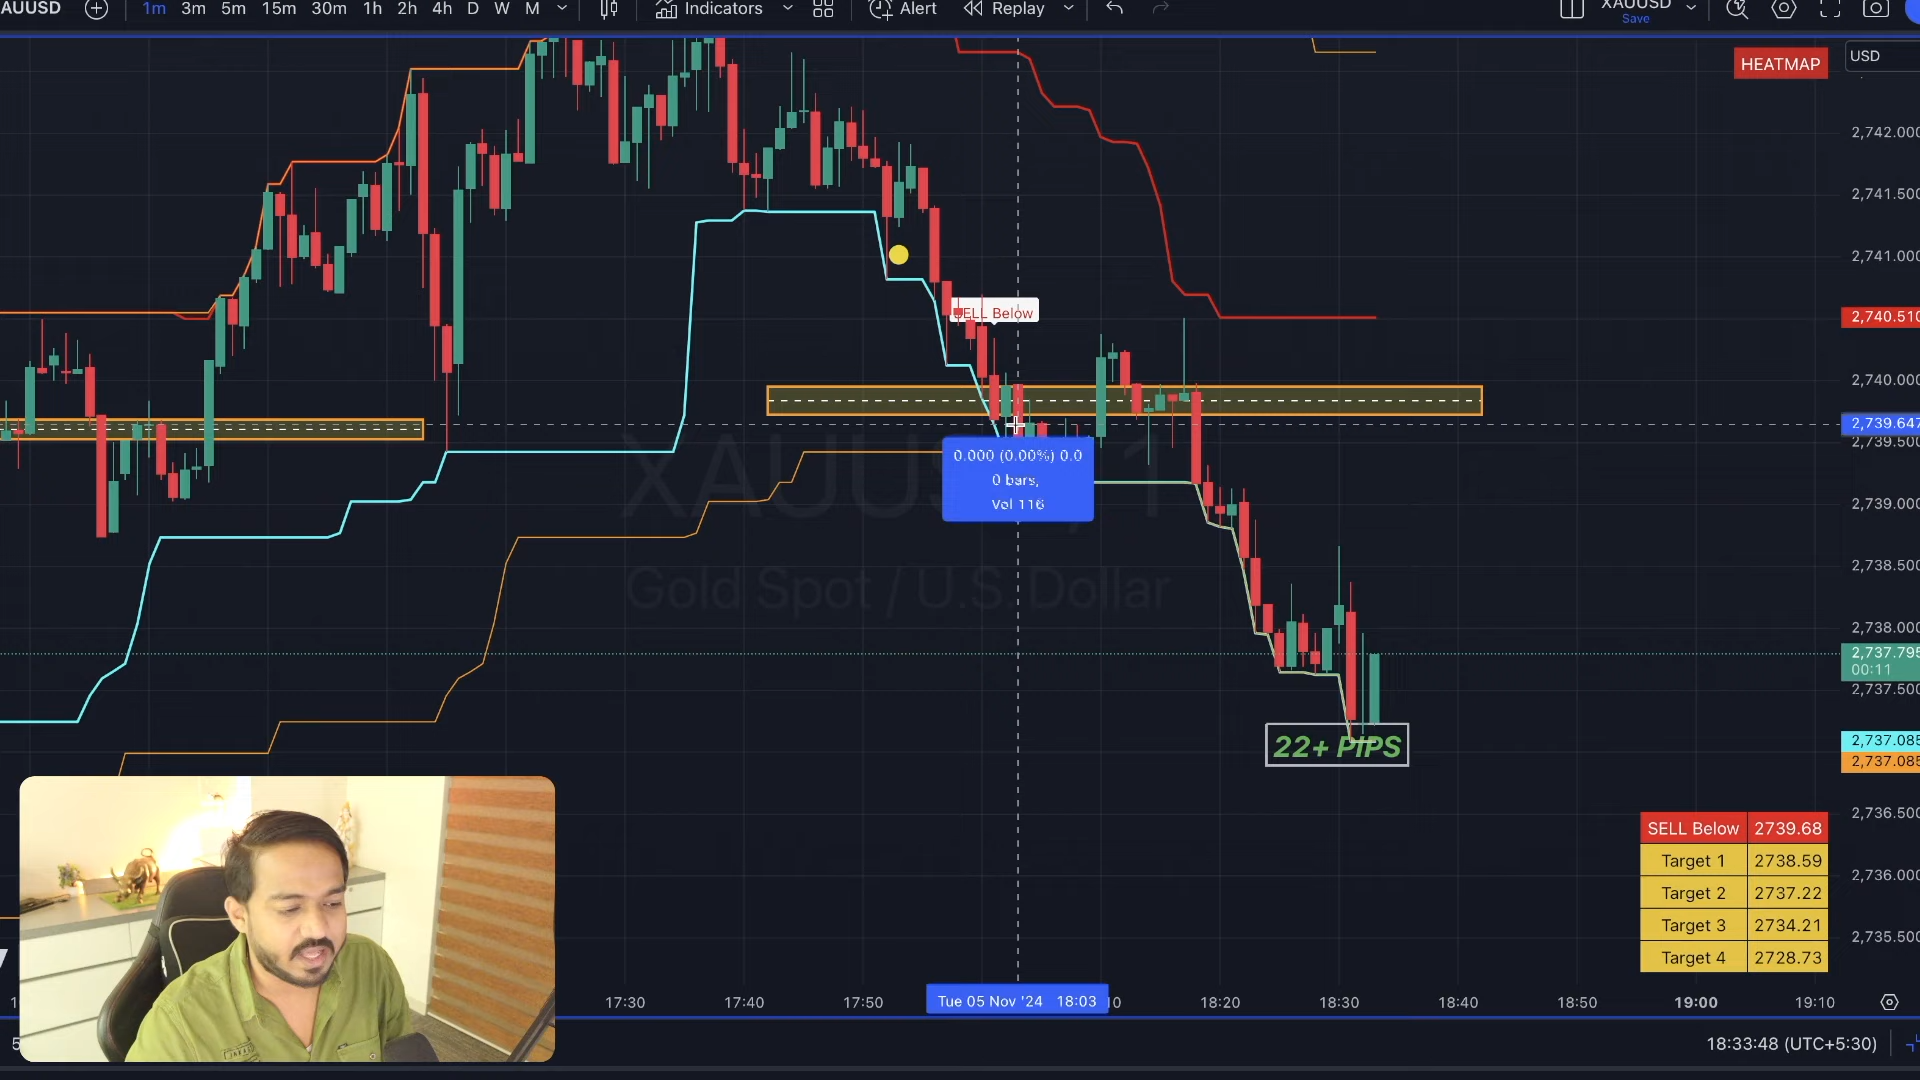 AUUSD 1m 3m 5m 15m 30m 1h 2h 4h D W M Indicators Alert Replay XAUUSD
Save
HEATMAP
USD
2,742.000
2,741.500
2,741.000
SELL Below
2,740.510
2,740.000
2,739.647
2,739.500
0.000 (0.00%) 0.0
0 bars,
Vol 116
2,739.000
Gold Spot / U.S. Dollar
2,738.500
2,738.000
2,737.795
00:11
2,737.500
22+ PIPS
2,737.085
2,737.085
2,736.500
SELL Below 2739.68
Target 1 2738.59
2,736.000
Target 2 2737.22
Target 3 2734.21
2,735.500
Target 4 2728.73
17:30 17:40 17:50 Tue 05 Nov '24 18:03 18:20 18:30 18:40 18:50 19:00 19:10
18:33:48 (UTC+5:30)